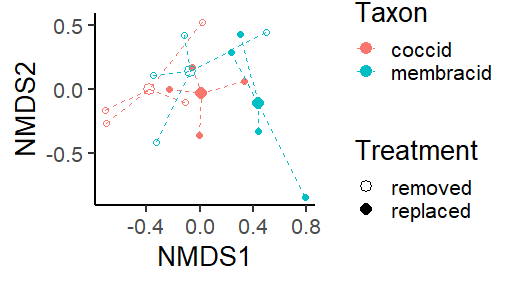 Taxon
coccid
membracid
Treatment
removed
replaced
NMDS2
0.5
0.0
-0.5
-0.4
0.0
0.4
0.8
NMDS1